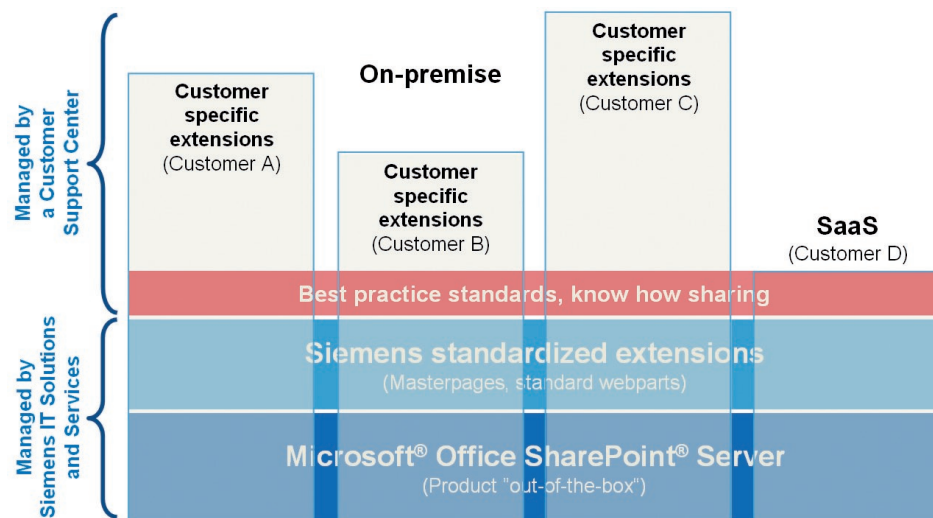 Managed by
a Customer
Support Center
Managed by
Siemens IT Solutions
and Services
Customer
specific
extensions
(Customer A)
On-premise
Customer
specific
extensions
(Customer B)
Customer
specific
extensions
(Customer C)
SaaS
(Customer D)
Best practice standards, know how sharing
Siemens standardized extensions
(Masterpages, standard webparts)
Microsoft® Office SharePoint® Server
(Product "out-of-the-box")